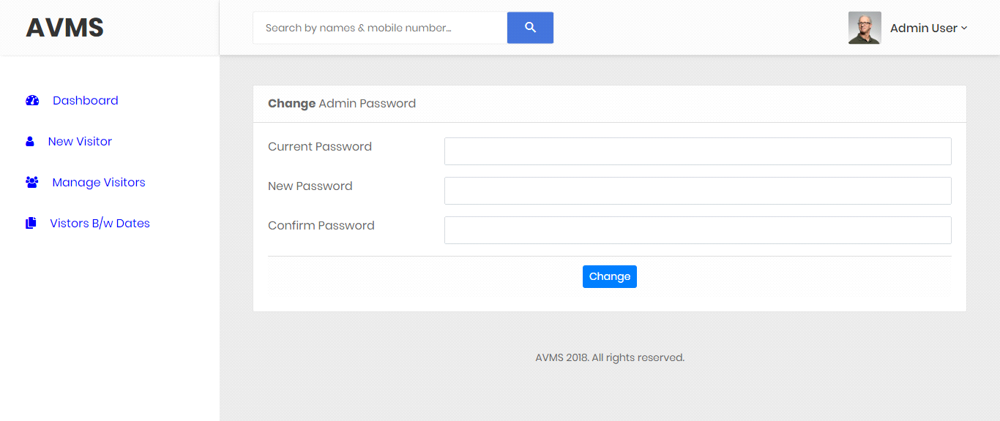 AVMS
Search by names & mobile number...
Admin User
Dashboard
New Visitor
Manage Visitors
Vistors B/w Dates
Change Admin Password
Current Password
New Password
Confirm Password
Change
AVMS 2018. All rights reserved.